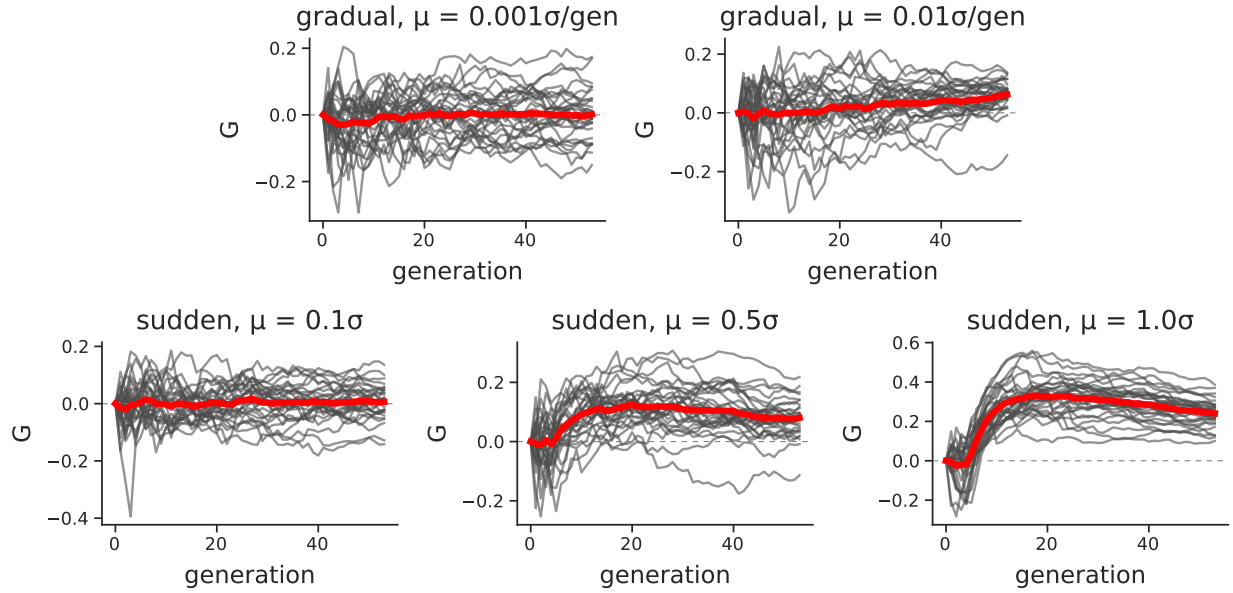 gradual, μ = 0.001σ/gen
0.2
0.0
−0.2
G
0
20
40
generation
gradual, μ = 0.01σ/gen
0.2
0.0
−0.2
G
0
20
40
generation
sudden, μ = 0.1σ
0.2
0.0
−0.2
−0.4
G
0
20
40
generation
sudden, μ = 0.5σ
0.2
0.0
−0.2
G
0
20
40
generation
sudden, μ = 1.0σ
0.6
0.4
0.2
0.0
−0.2
G
0
20
40
generation